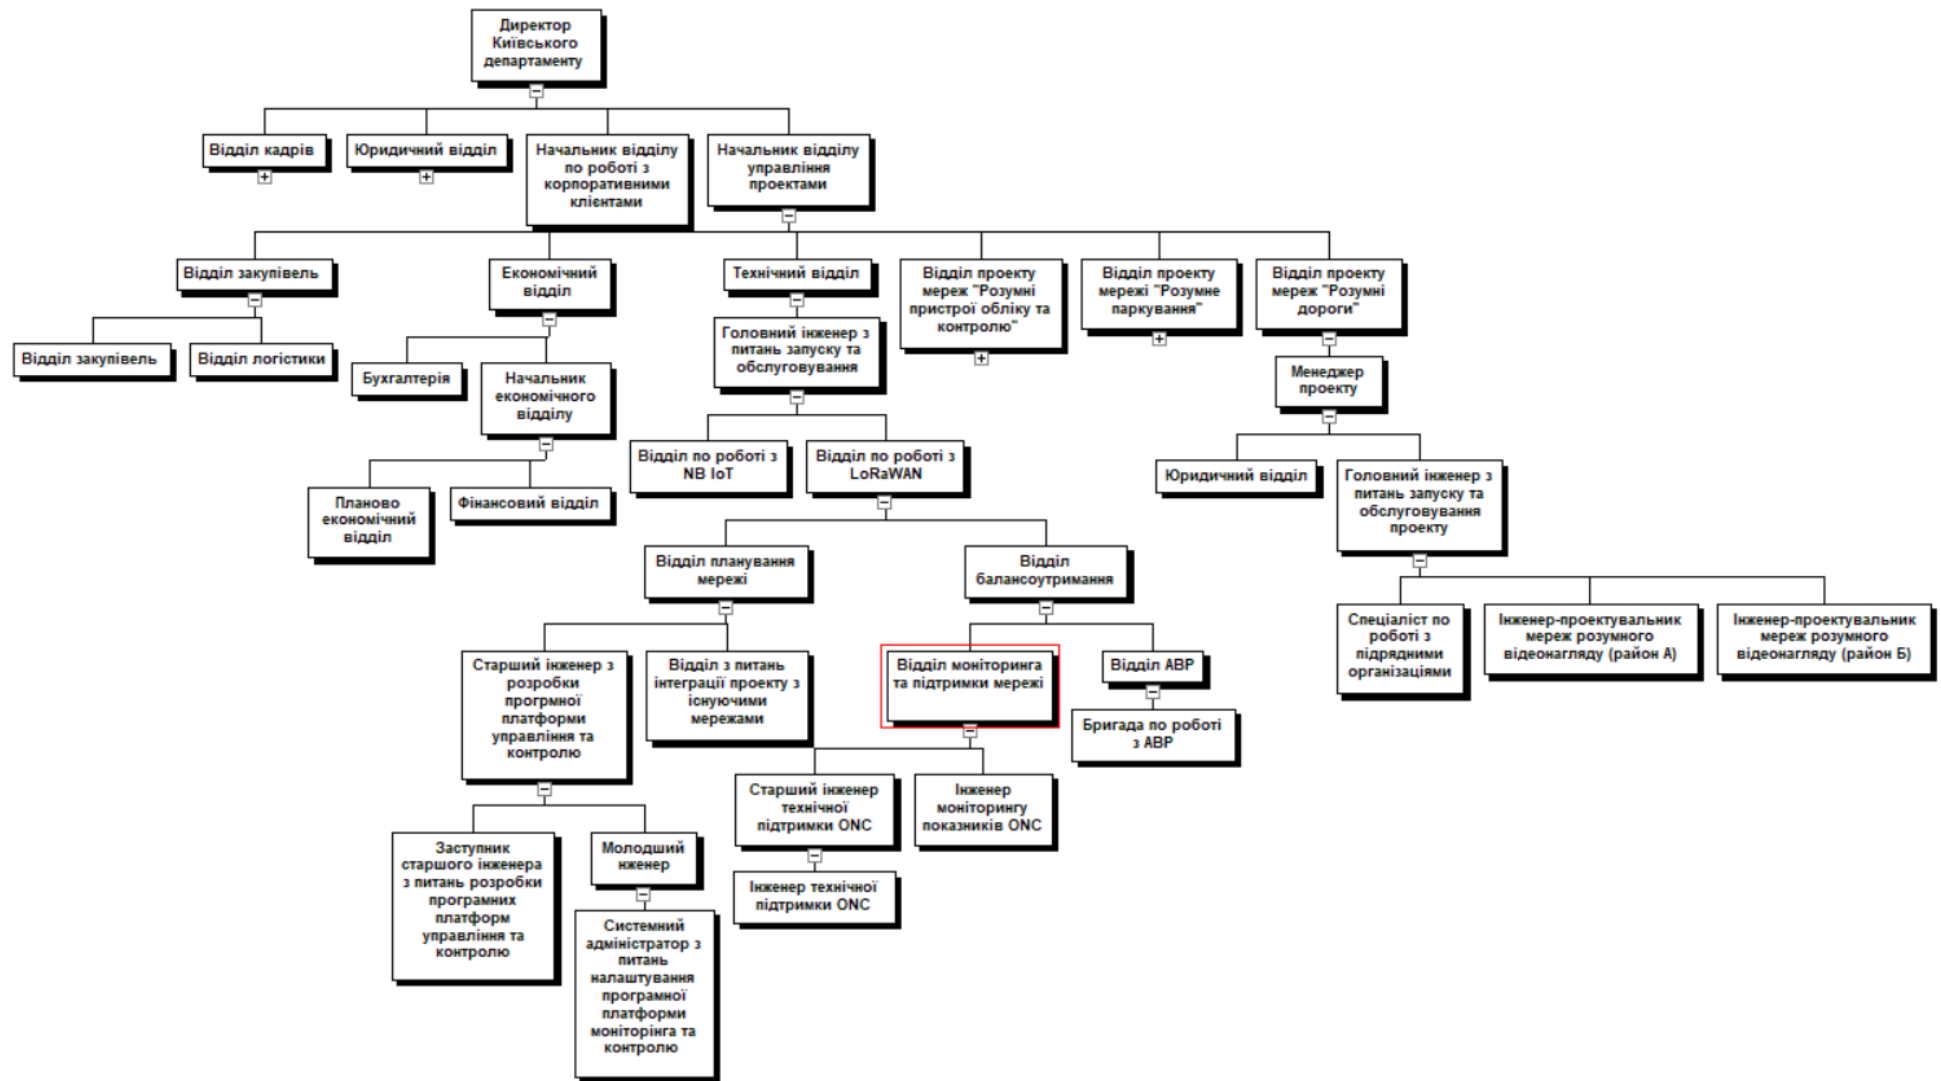 Директор
Київського
департаменту
Відділ кадрів
Юридичний відділ
Начальник відділу
по роботі з
корпоративними
клієнтами
Начальник відділу
управління
проектами
Відділ закупівель
Економічний
відділ
Технічний відділ
Відділ проекту
мереж "Розумні
пристрої обліку та
контролю"
Відділ проекту
мережі "Розумне
паркування"
Відділ проекту
мереж "Розумні
дороги"
Відділ закупівель
Відділ логістики
Бухгалтерія
Начальник
економічного
відділу
Головний інженер з
питань запуску та
обслуговування
Менеджер
проекту
Планово
економічний
відділ
Фінансовий відділ
Відділ по роботі з
NB IoT
Відділ по роботі з
LoRaWAN
Юридичний відділ
Головний інженер з
питань запуску та
обслуговування
проекту
Відділ планування
мережі
Відділ
балансоутримання
Спеціаліст по
роботі з
підрядними
організаціями
Інженер-проектувальник
мереж розумного
відеонагляду (район А)
Інженер-проектувальник
мереж розумного
відеонагляду (район Б)
Старший інженер з
розробки
прогрмної
платформи
управління та
контролю
Відділ з питань
інтеграції проекту з
існуючими
мережами
Відділ моніторинга
та підтримки мережі
Відділ АВР
Бригада по роботі
з АВР
Старший інженер
технічної
підтримки ONC
Інженер
моніторингу
показників ONC
Заступник
старшого інженера
з питань розробки
програмних
платформ
управління та
контролю
Молодший
нженер
Інженер технічної
підтримки ONC
Системний
адміністратор з
питань
налаштування
програмної
платформи
моніторінга та
контролю